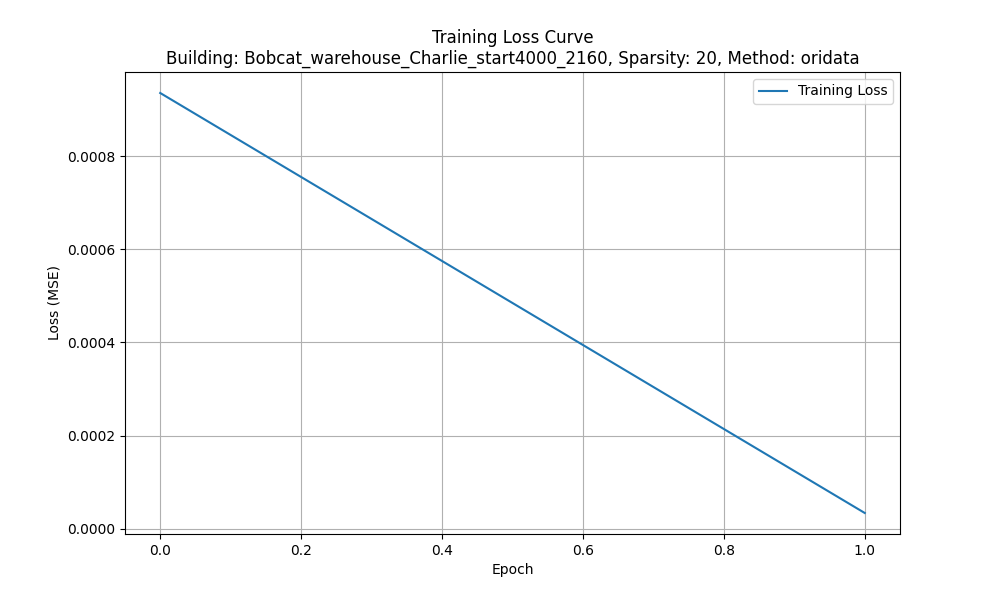 Training Loss Curve
Building: Bobcat_warehouse_Charlie_start4000_2160, Sparsity: 20, Method: oridata
Training Loss
0.0008
0.0006
0.0004
0.0002
0.0000
Loss (MSE)
0.0 0.2 0.4 0.6 0.8 1.0
Epoch